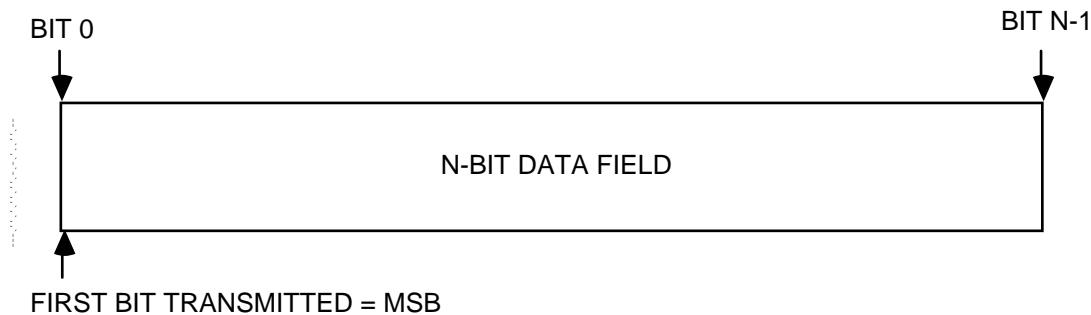 BIT 0
BIT N-1
N-BIT DATA FIELD
FIRST BIT TRANSMITTED = MSB